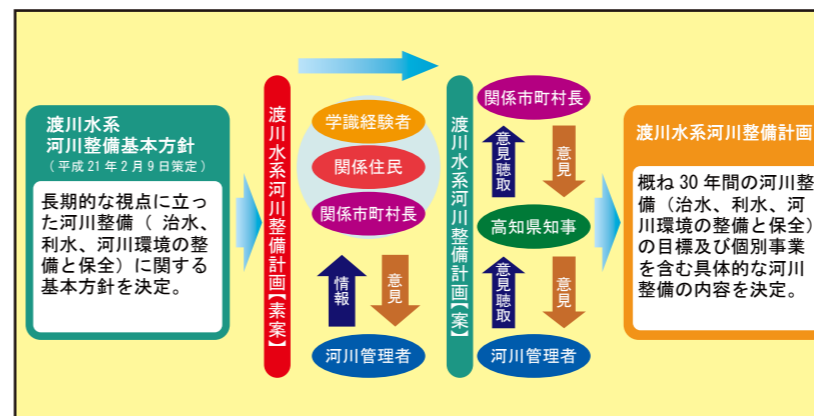 渡川水系
河川整備基本方針
（平成21年2月9日策定）
長期的な視点に立っ
た河川整備（ 治水、
利水、河川環境の整
備と保全）に関する
基本方針を決定。
渡川水系河川整備計画【素案】
学識経験者
関係住民
関係市町村長
情報
意見
河川管理者
渡川水系河川整備計画【案】
関係市町村長
意見聴取
意見
高知県知事
意見聴取
意見
河川管理者
渡川水系河川整備計画
概ね30年間の河川整
備（治水、利水、河
川環境の整備と保全）
の目標及び個別事業
を含む具体的な河川
整備の内容を決定。